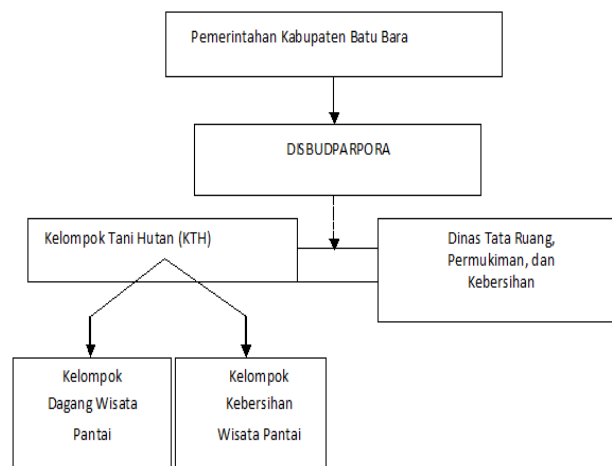 Pemerintahan Kabupaten Batu Bara
DISBUDPARPORA
Kelompok Tani Hutan (KTH)
Dinas Tata Ruang,
Permukiman, dan
Kebersihan
Kelompok
Dagang Wisata
Pantai
Kelompok
Kebersihan
Wisata Pantai